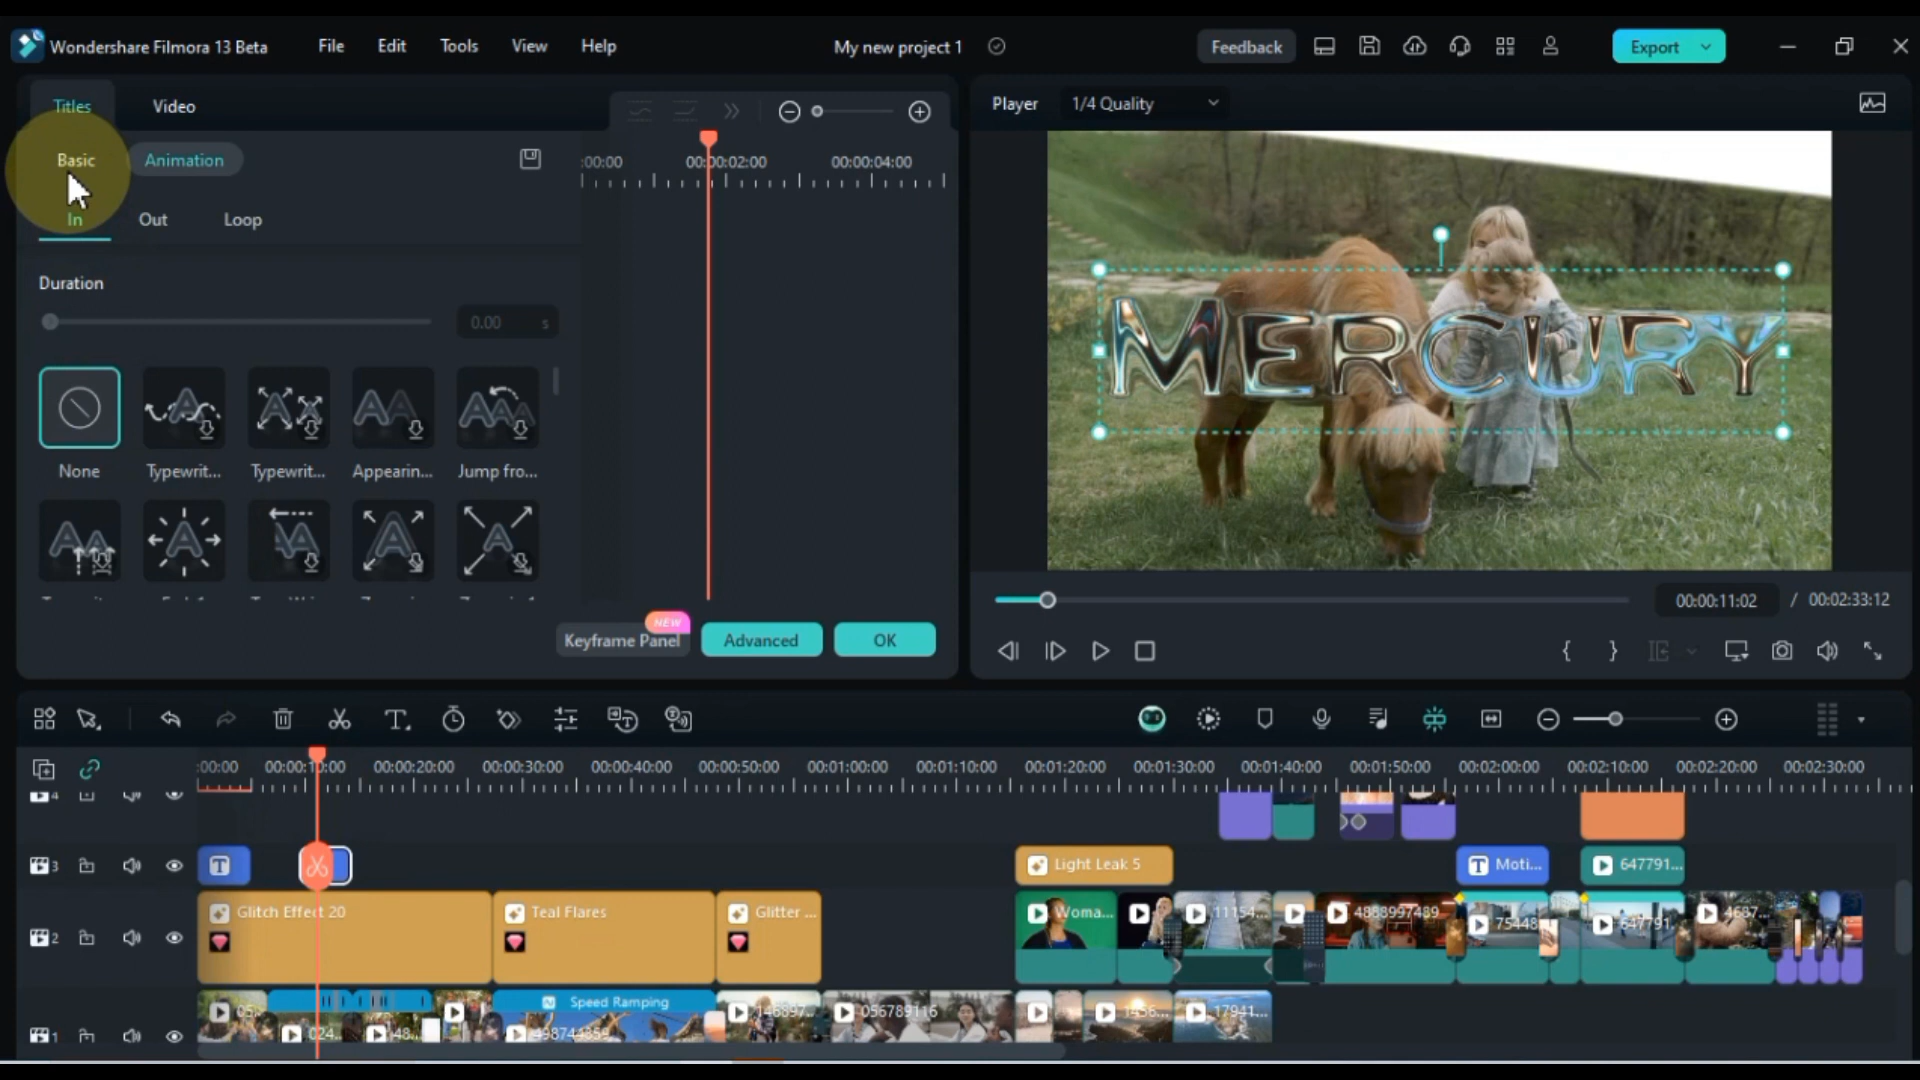 Wondershare Filmora 13 Beta File Edit Tools View Help My new project 1 Feedback Export
Titles Video
Player 1/4 Quality
Basic Animation
:00:00 00:00:02:00 00:00:04:00
In Out Loop
Duration
0.00 s
MERCURY
None Typewrit... Typewrit... Appearin... Jump fro...
NEW
Keyframe Panel Advanced OK
00:00:11:02 / 00:02:33:12
:00:00 00:00:10:00 00:00:20:00 00:00:30:00 00:00:40:00 00:00:50:00 00:01:00:00 00:01:10:00 00:01:20:00 00:01:30:00 00:01:40:00 00:01:50:00 00:02:00:00 00:02:10:00 00:02:20:00 00:02:30:00
4
3 T Light Leak 5 T Moti... 647791...
Glitch Effect 20 Teal Flares Glitter ... Woma... 11154... 4888997489 75448 647791. 4687...
2
05. Speed Ramping 146897... 056789116 1456... 17941...
1 024... 48... 498744859